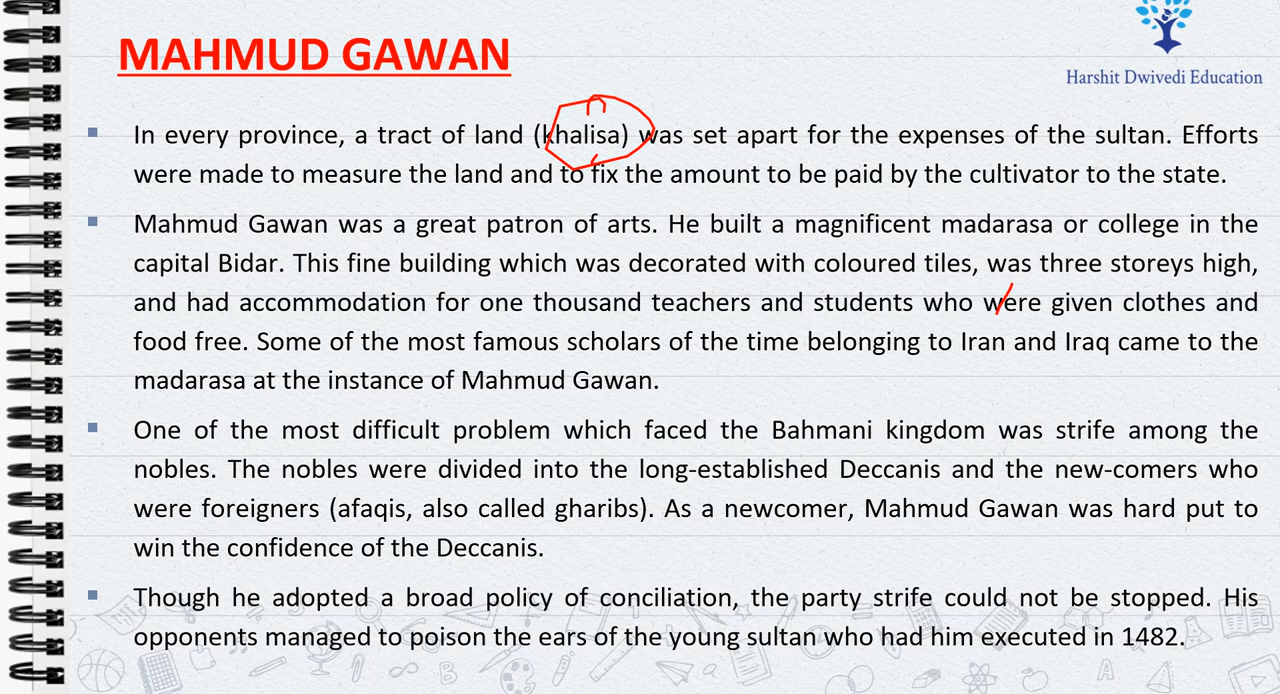 MAHMUD GAWAN
Harshit Dwivedi Education
In every province, a tract of land (khalisa) was set apart for the expenses of the sultan. Efforts
were made to measure the land and to fix the amount to be paid by the cultivator to the state.
Mahmud Gawan was a great patron of arts. He built a magnificent madarasa or college in the
capital Bidar. This fine building which was decorated with coloured tiles, was three storeys high,
and had accommodation for one thousand teachers and students who were given clothes and
food free. Some of the most famous scholars of the time belonging to Iran and Iraq came to the
madarasa at the instance of Mahmud Gawan.
One of the most difficult problem which faced the Bahmani kingdom was strife among the
nobles. The nobles were divided into the long-established Deccanis and the new-comers who
were foreigners (afaqis, also called gharibs). As a newcomer, Mahmud Gawan was hard put to
win the confidence of the Deccanis.
Though he adopted a broad policy of conciliation, the party strife could not be stopped. His
opponents managed to poison the ears of the young sultan who had him executed in 1482.